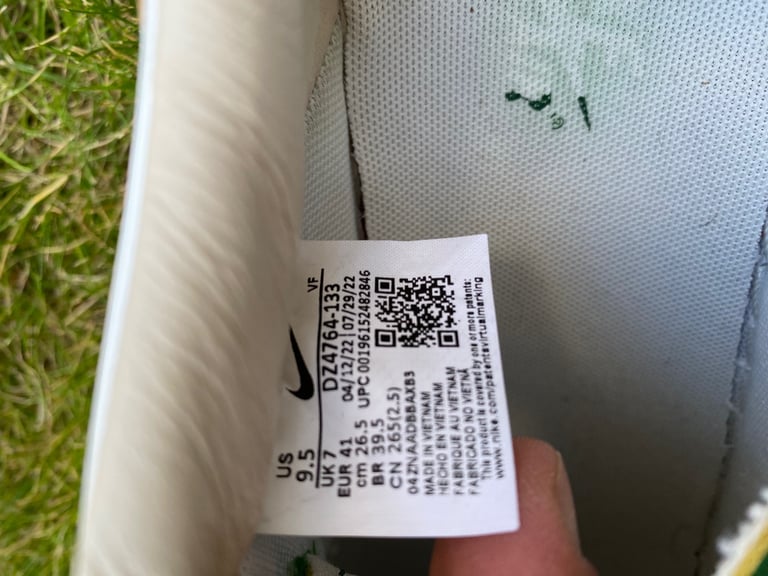 US
9.5
VF
UK 7
DZ4764-133
EUR 41
04/12/22 07/29/22
cm 26.5
UPC 00196152482846
BR 39.5
CN 265(2.5)
04ZNAADBBAXB3
MADE IN VIETNAM
HECHO EN VIETNAM
FABRIQUE AU VIETNAM
FABRICADO NO VIETNÃ
This product is covered by one or more patents:
www.nike.com/patentsvirtualmarking